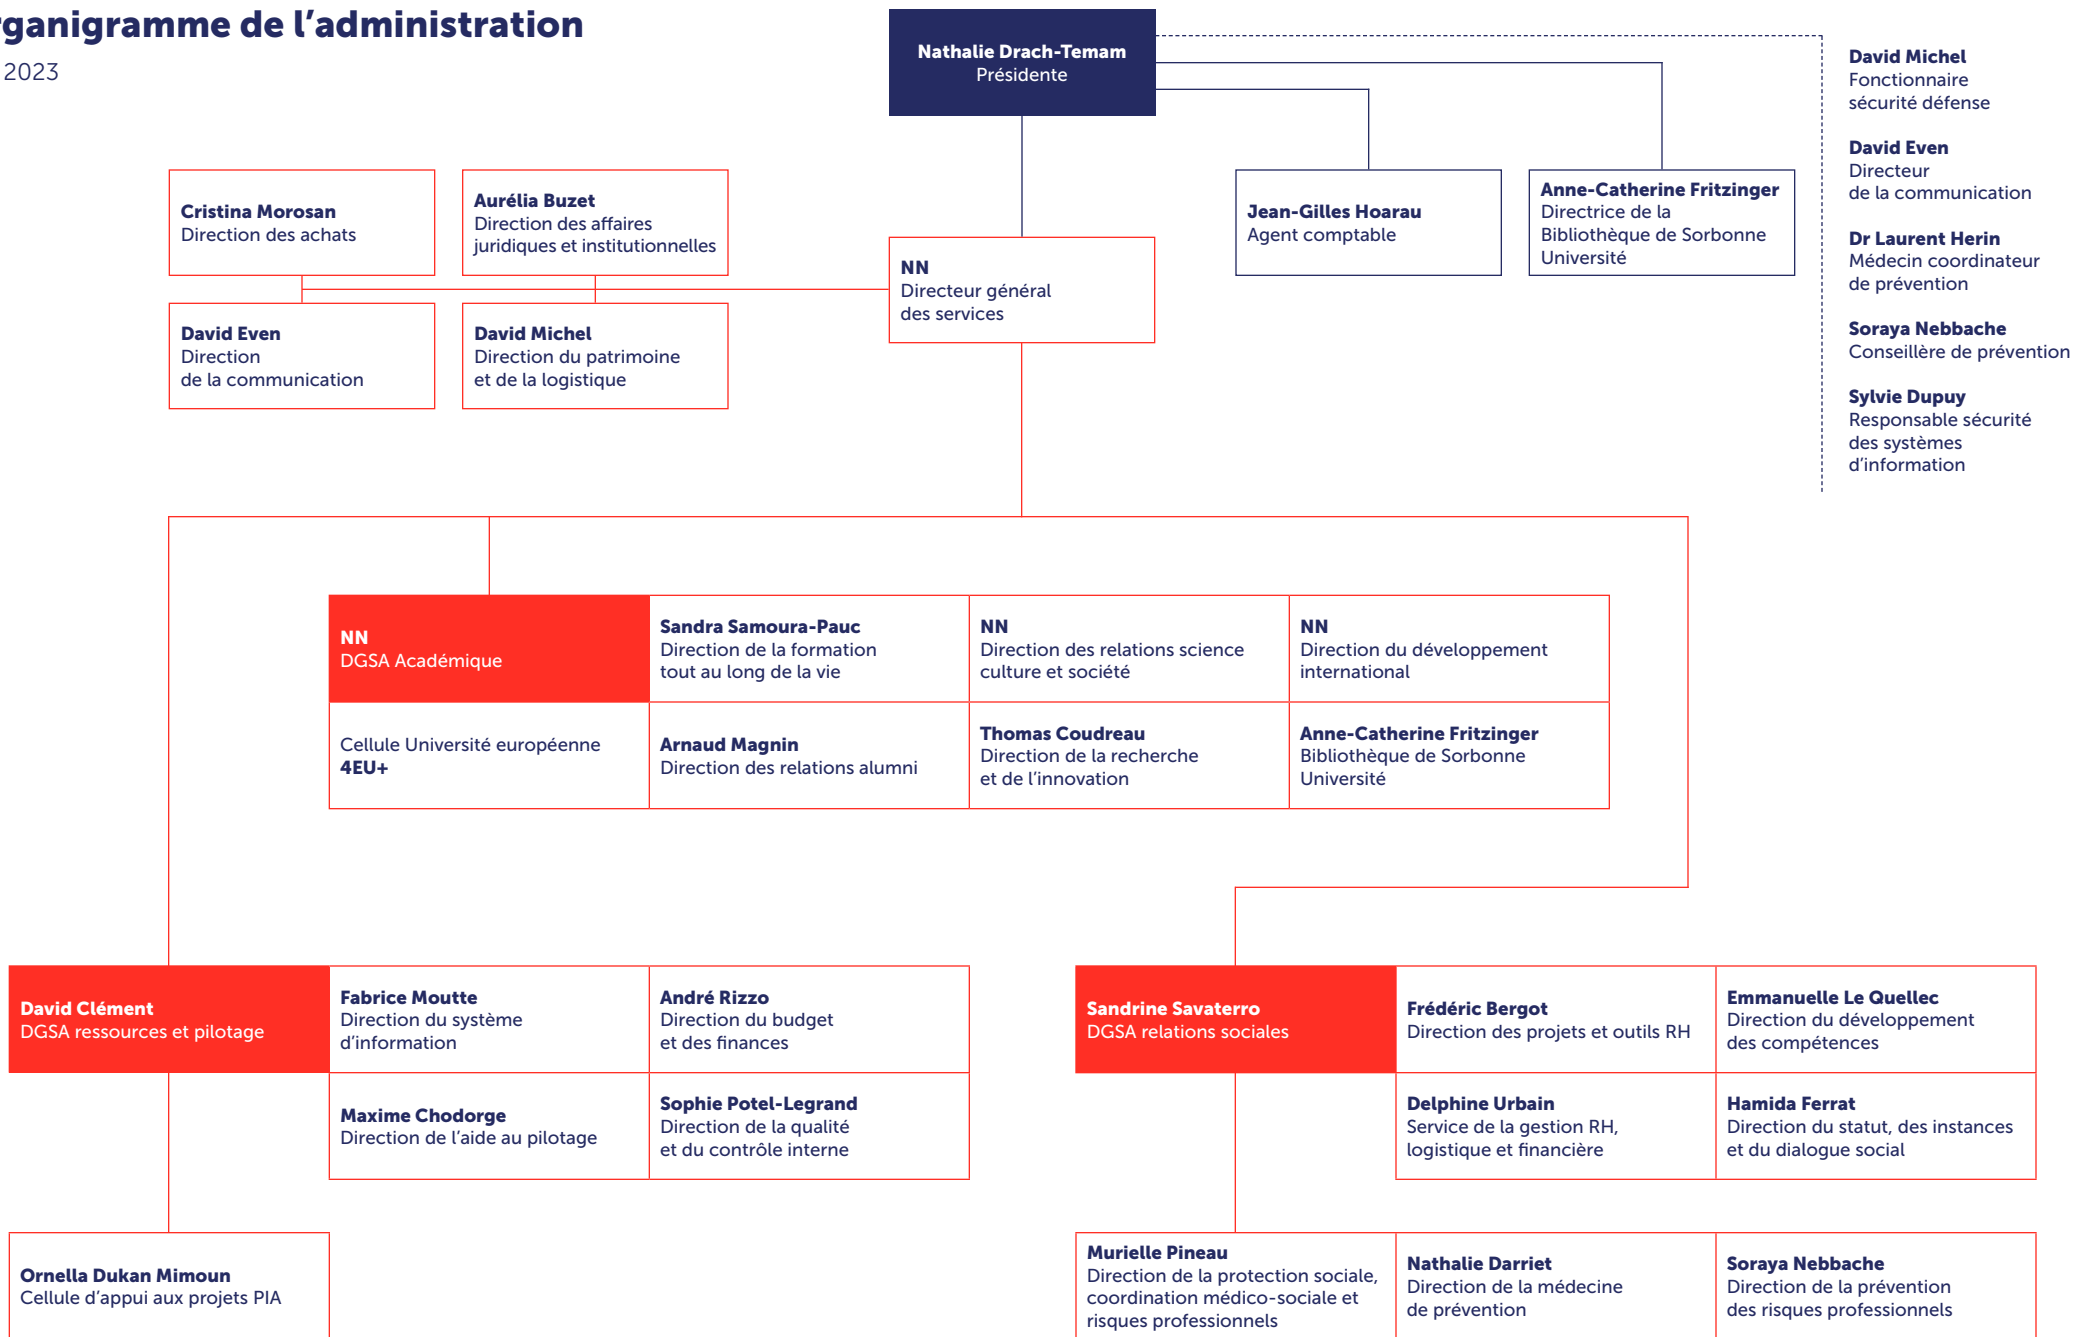 rganigramme de l’administration
2023
Nathalie Drach-Temam
Présidente
David Michel
Fonctionnaire
sécurité défense
David Even
Directeur
de la communication
Dr Laurent Herin
Médecin coordinateur
de prévention
Soraya Nebbache
Conseillère de prévention
Sylvie Dupuy
Responsable sécurité
des systèmes
d’information
Cristina Morosan
Direction des achats
Aurélia Buzet
Direction des affaires
juridiques et institutionnelles
NN
Directeur général
des services
Jean-Gilles Hoarau
Agent comptable
Anne-Catherine Fritzinger
Directrice de la
Bibliothèque de Sorbonne
Université
David Even
Direction
de la communication
David Michel
Direction du patrimoine
et de la logistique
NN
DGSA Académique
Sandra Samoura-Pauc
Direction de la formation
tout au long de la vie
NN
Direction des relations science
culture et société
NN
Direction du développement
international
Cellule Université européenne
4EU+
Arnaud Magnin
Direction des relations alumni
Thomas Coudreau
Direction de la recherche
et de l’innovation
Anne-Catherine Fritzinger
Bibliothèque de Sorbonne
Université
David Clément
DGSA ressources et pilotage
Fabrice Moutte
Direction du système
d’information
André Rizzo
Direction du budget
et des finances
Maxime Chodorge
Direction de l’aide au pilotage
Sophie Potel-Legrand
Direction de la qualité
et du contrôle interne
Ornella Dukan Mimoun
Cellule d’appui aux projets PIA
Sandrine Savaterro
DGSA relations sociales
Frédéric Bergot
Direction des projets et outils RH
Emmanuelle Le Quellec
Direction du développement
des compétences
Delphine Urbain
Service de la gestion RH,
logistique et financière
Hamida Ferrat
Direction du statut, des instances
et du dialogue social
Murielle Pineau
Direction de la protection sociale,
coordination médico-sociale et
risques professionnels
Nathalie Darriet
Direction de la médecine
de prévention
Soraya Nebbache
Direction de la prévention
des risques professionnels